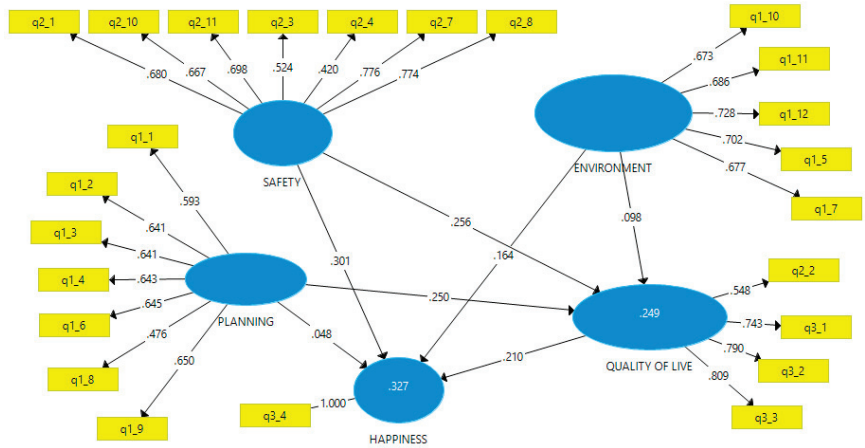 q2_1
q2_10
q2_11
q2_3
q2_4
q2_7
q2_8
q1_10
.680
.667
.698
.524
.420
.776
.774
.673
.686
q1_11
.728
q1_12
.702
q1_5
.677
q1_7
SAFETY
ENVIRONMENT
q1_1
q1_2
q1_3
q1_4
q1_6
q1_8
q1_9
.593
.641
.641
.643
.645
.476
.650
PLANNING
.256
.098
.301
.164
.250
.048
.210
.249
QUALITY OF LIVE
.548
q2_2
.743
q3_1
.790
q3_2
.809
q3_3
.327
HAPPINESS
1.000
q3_4